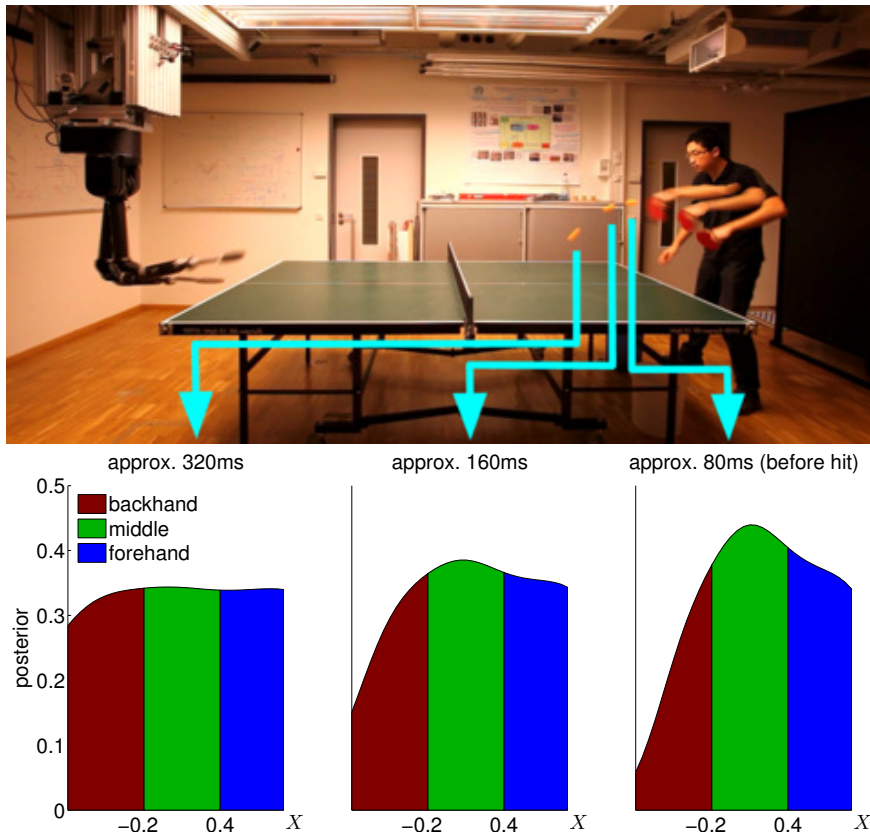 approx. 320ms
approx. 160ms
approx. 80ms (before hit)
0.5
0.4
0.3
0.2
0.1
0
posterior
backhand
middle
forehand
−0.2
0.4
X
−0.2
0.4
X
−0.2
0.4
X